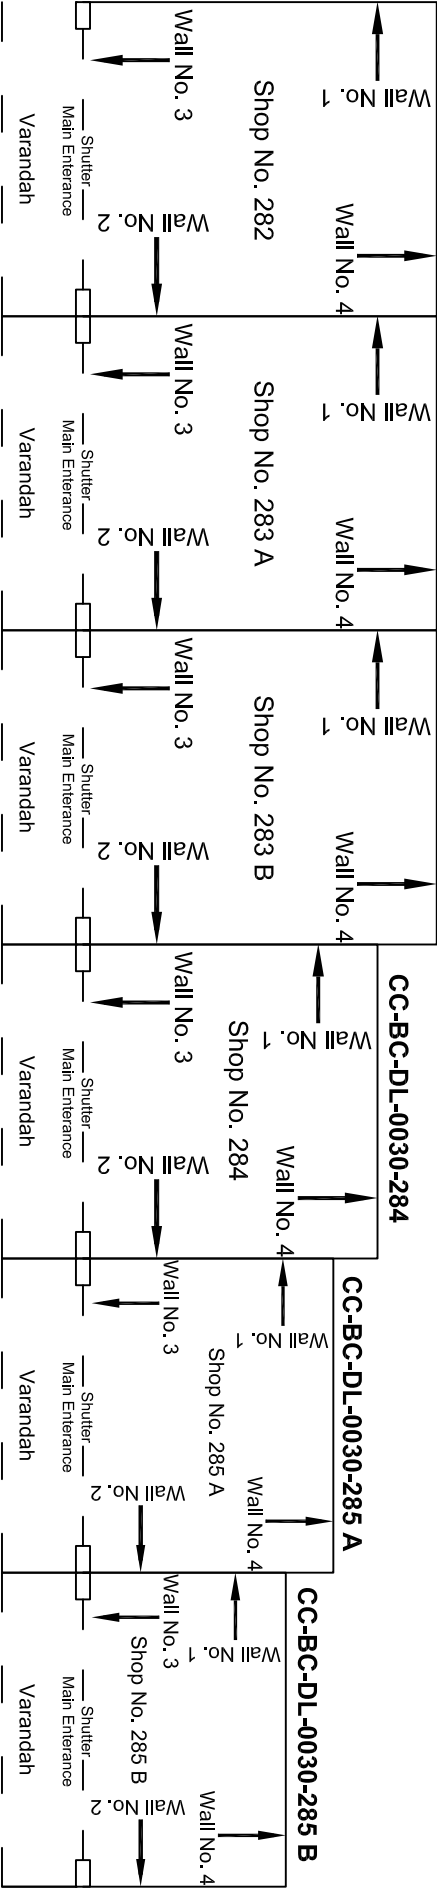 Wall No. 1
Wall No. 4
Shop No. 282
Wall No. 3
Wall No. 2
Shutter
Main Enterance
Varandah
Wall No. 1
Wall No. 4
Shop No. 283 A
Wall No. 3
Wall No. 2
Shutter
Main Enterance
Varandah
Wall No. 1
Wall No. 4
Shop No. 283 B
Wall No. 3
Wall No. 2
Shutter
Main Enterance
Varandah
CC-BC-DL-0030-284
Wall No. 1
Wall No. 4
Shop No. 284
Wall No. 3
Wall No. 2
Shutter
Main Enterance
Varandah
CC-BC-DL-0030-285 A
Wall No. 1
Wall No. 4
Shop No. 285 A
Wall No. 3
Wall No. 2
Shutter
Main Enterance
Varandah
CC-BC-DL-0030-285 B
Wall No. 1
Wall No. 4
Shop No. 285 B
Wall No. 3
Wall No. 2
Shutter
Main Enterance
Varandah